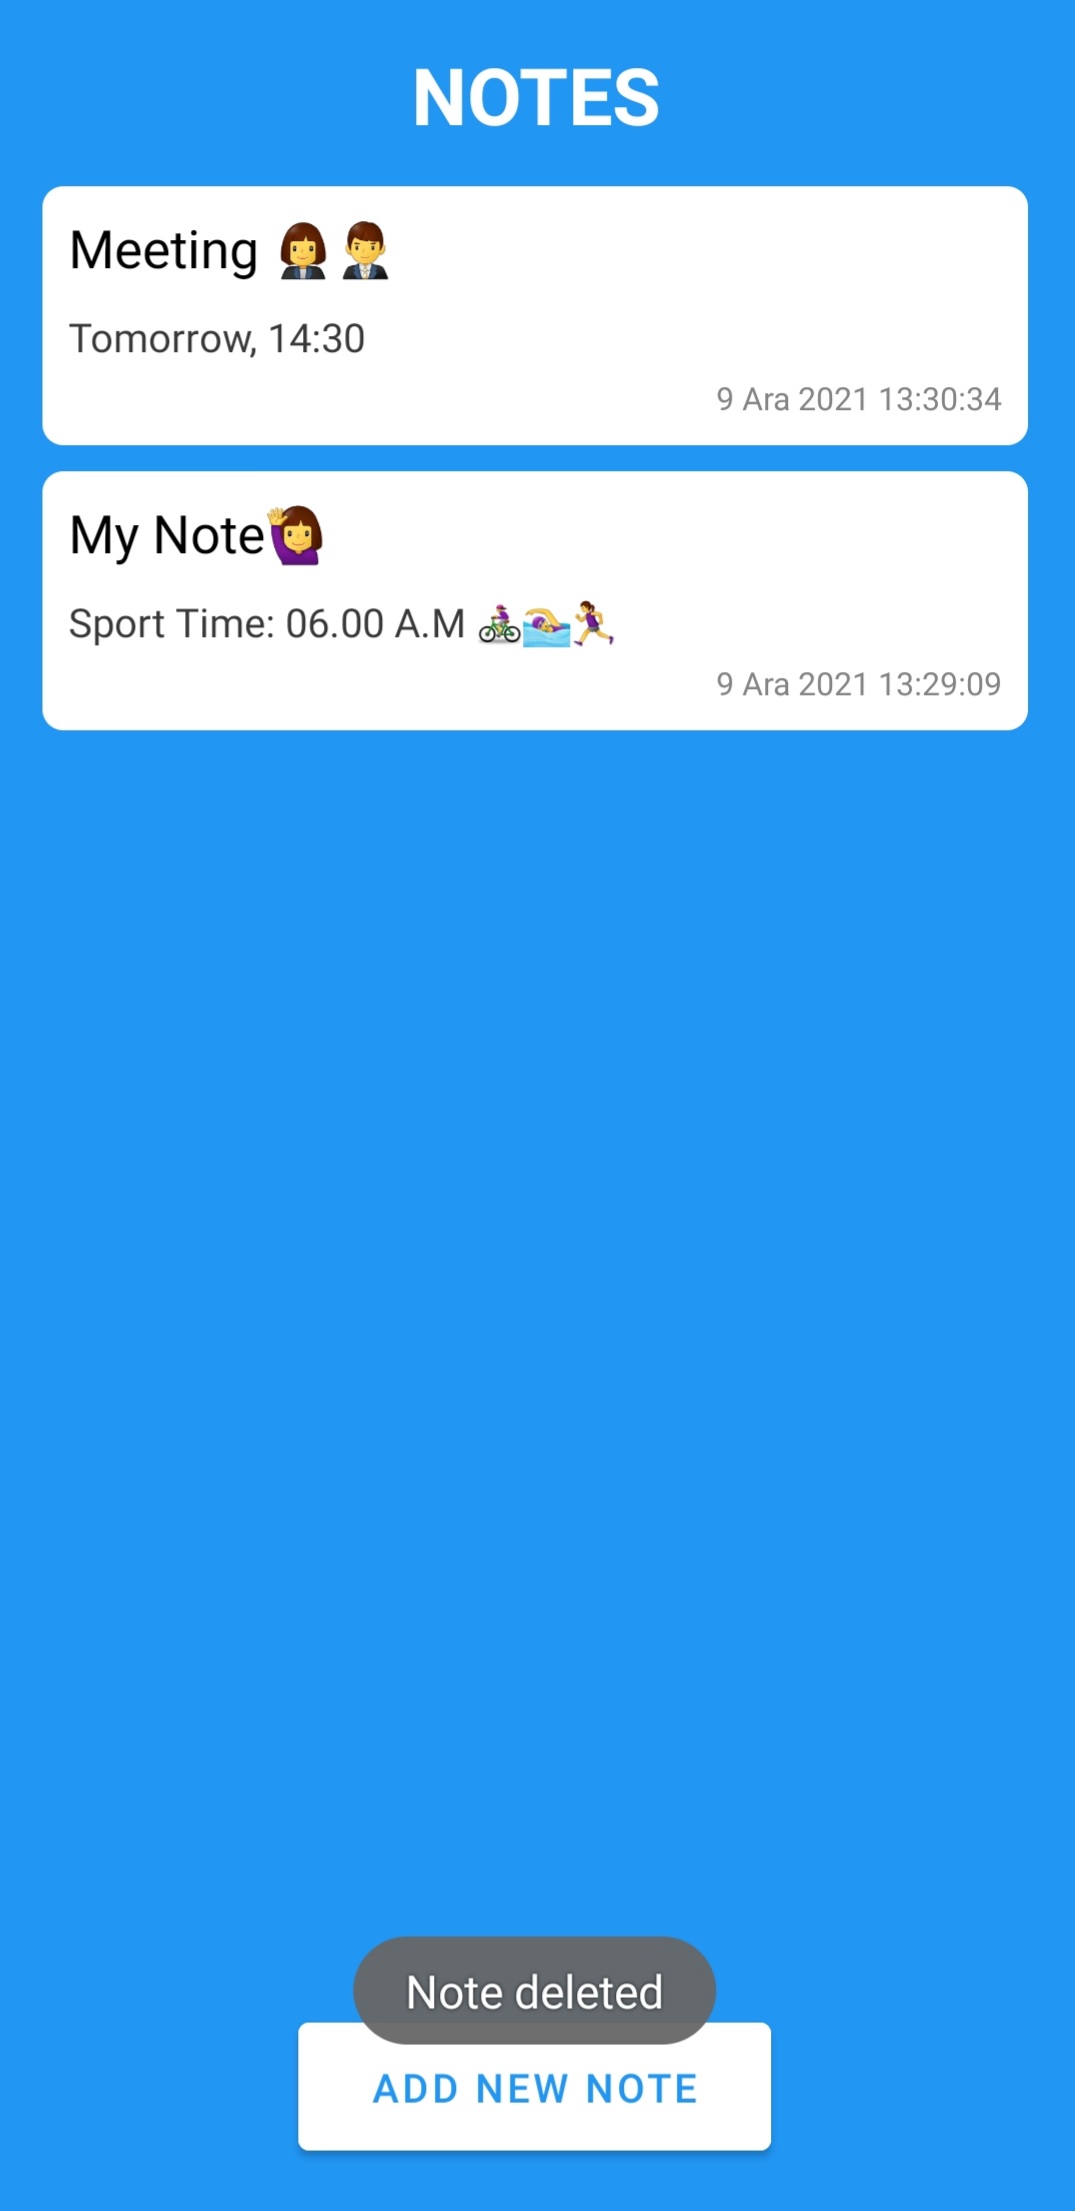 NOTES
Meeting 👩‍💼👨‍💼
Tomorrow, 14:30
9 Ara 2021 13:30:34
My Note🙋‍♀️
Sport Time: 06.00 A.M 🚴‍♀️🏊‍♀️🏃‍♀️
9 Ara 2021 13:29:09
Note deleted
ADD NEW NOTE